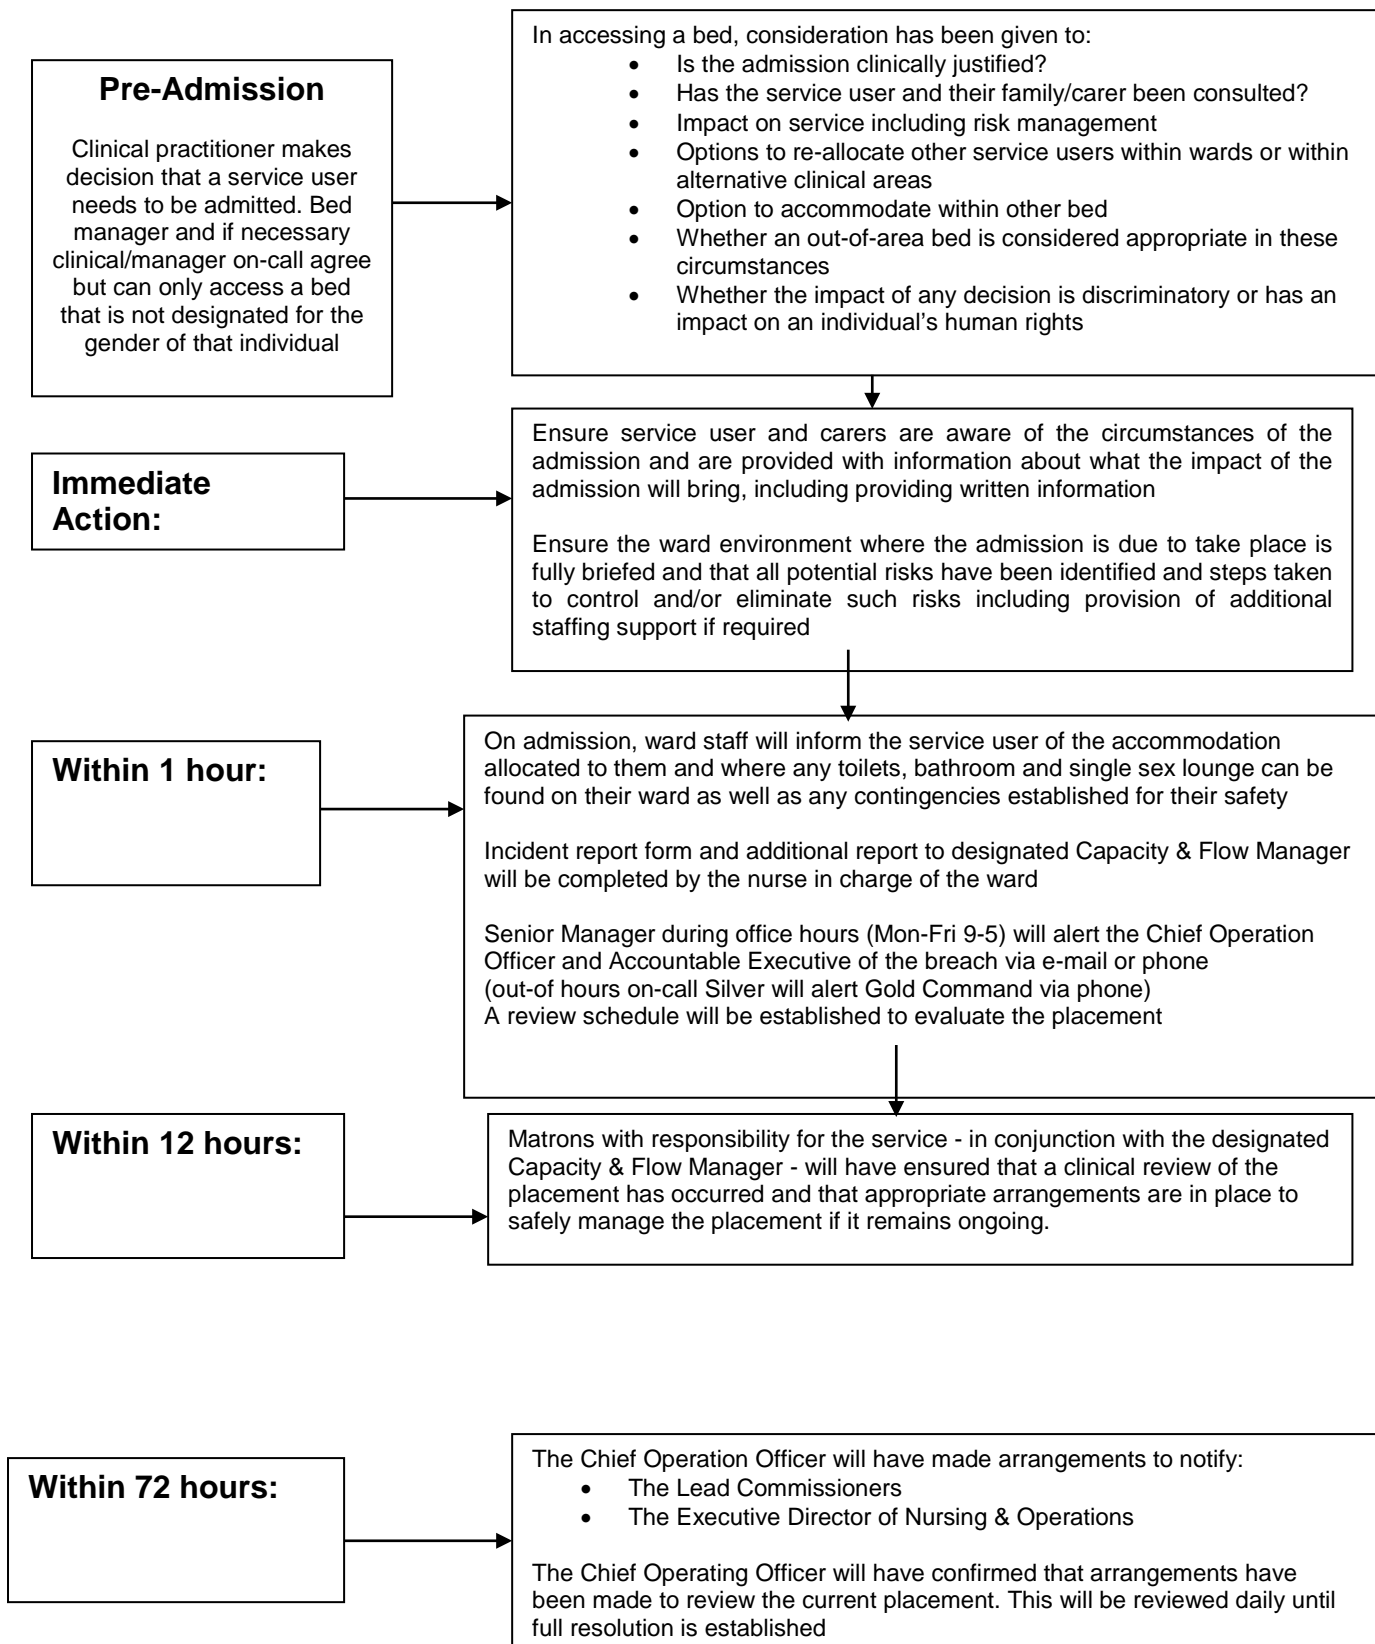 Pre-Admission
Clinical practitioner makes
decision that a service user
needs to be admitted. Bed
manager and if necessary
clinical/manager on-call agree
but can only access a bed
that is not designated for the
gender of that individual
In accessing a bed, consideration has been given to:
• Is the admission clinically justified?
• Has the service user and their family/carer been consulted?
• Impact on service including risk management
• Options to re-allocate other service users within wards or within
alternative clinical areas
• Option to accommodate within other bed
• Whether an out-of-area bed is considered appropriate in these
circumstances
• Whether the impact of any decision is discriminatory or has an
impact on an individual’s human rights
Immediate
Action:
Ensure service user and carers are aware of the circumstances of the
admission and are provided with information about what the impact of the
admission will bring, including providing written information
Ensure the ward environment where the admission is due to take place is
fully briefed and that all potential risks have been identified and steps taken
to control and/or eliminate such risks including provision of additional
staffing support if required
Within 1 hour:
On admission, ward staff will inform the service user of the accommodation
allocated to them and where any toilets, bathroom and single sex lounge can be
found on their ward as well as any contingencies established for their safety
Incident report form and additional report to designated Capacity & Flow Manager
will be completed by the nurse in charge of the ward
Senior Manager during office hours (Mon-Fri 9-5) will alert the Chief Operation
Officer and Accountable Executive of the breach via e-mail or phone
(out-of hours on-call Silver will alert Gold Command via phone)
A review schedule will be established to evaluate the placement
Within 12 hours:
Matrons with responsibility for the service - in conjunction with the designated
Capacity & Flow Manager - will have ensured that a clinical review of the
placement has occurred and that appropriate arrangements are in place to
safely manage the placement if it remains ongoing.
Within 72 hours:
The Chief Operation Officer will have made arrangements to notify:
• The Lead Commissioners
• The Executive Director of Nursing & Operations
The Chief Operating Officer will have confirmed that arrangements have
been made to review the current placement. This will be reviewed daily until
full resolution is established